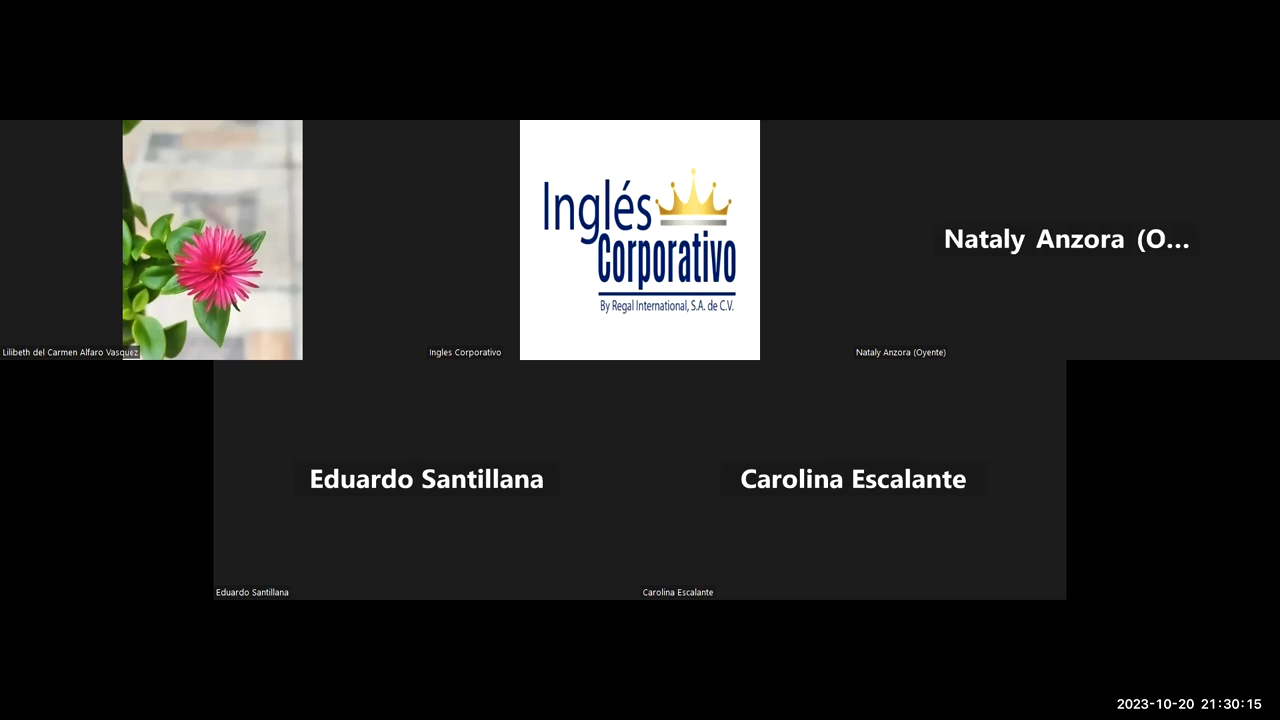 Inglés
Corporativo
By Regal International, S.A. de C.V.
Nataly Anzora (O...
Lilibeth del Carmen Alfaro Vasquez
Ingles Corporativo
Nataly Anzora (Oyente)
Eduardo Santillana
Carolina Escalante
Eduardo Santillana
Carolina Escalante
2023-10-20 21:30:15